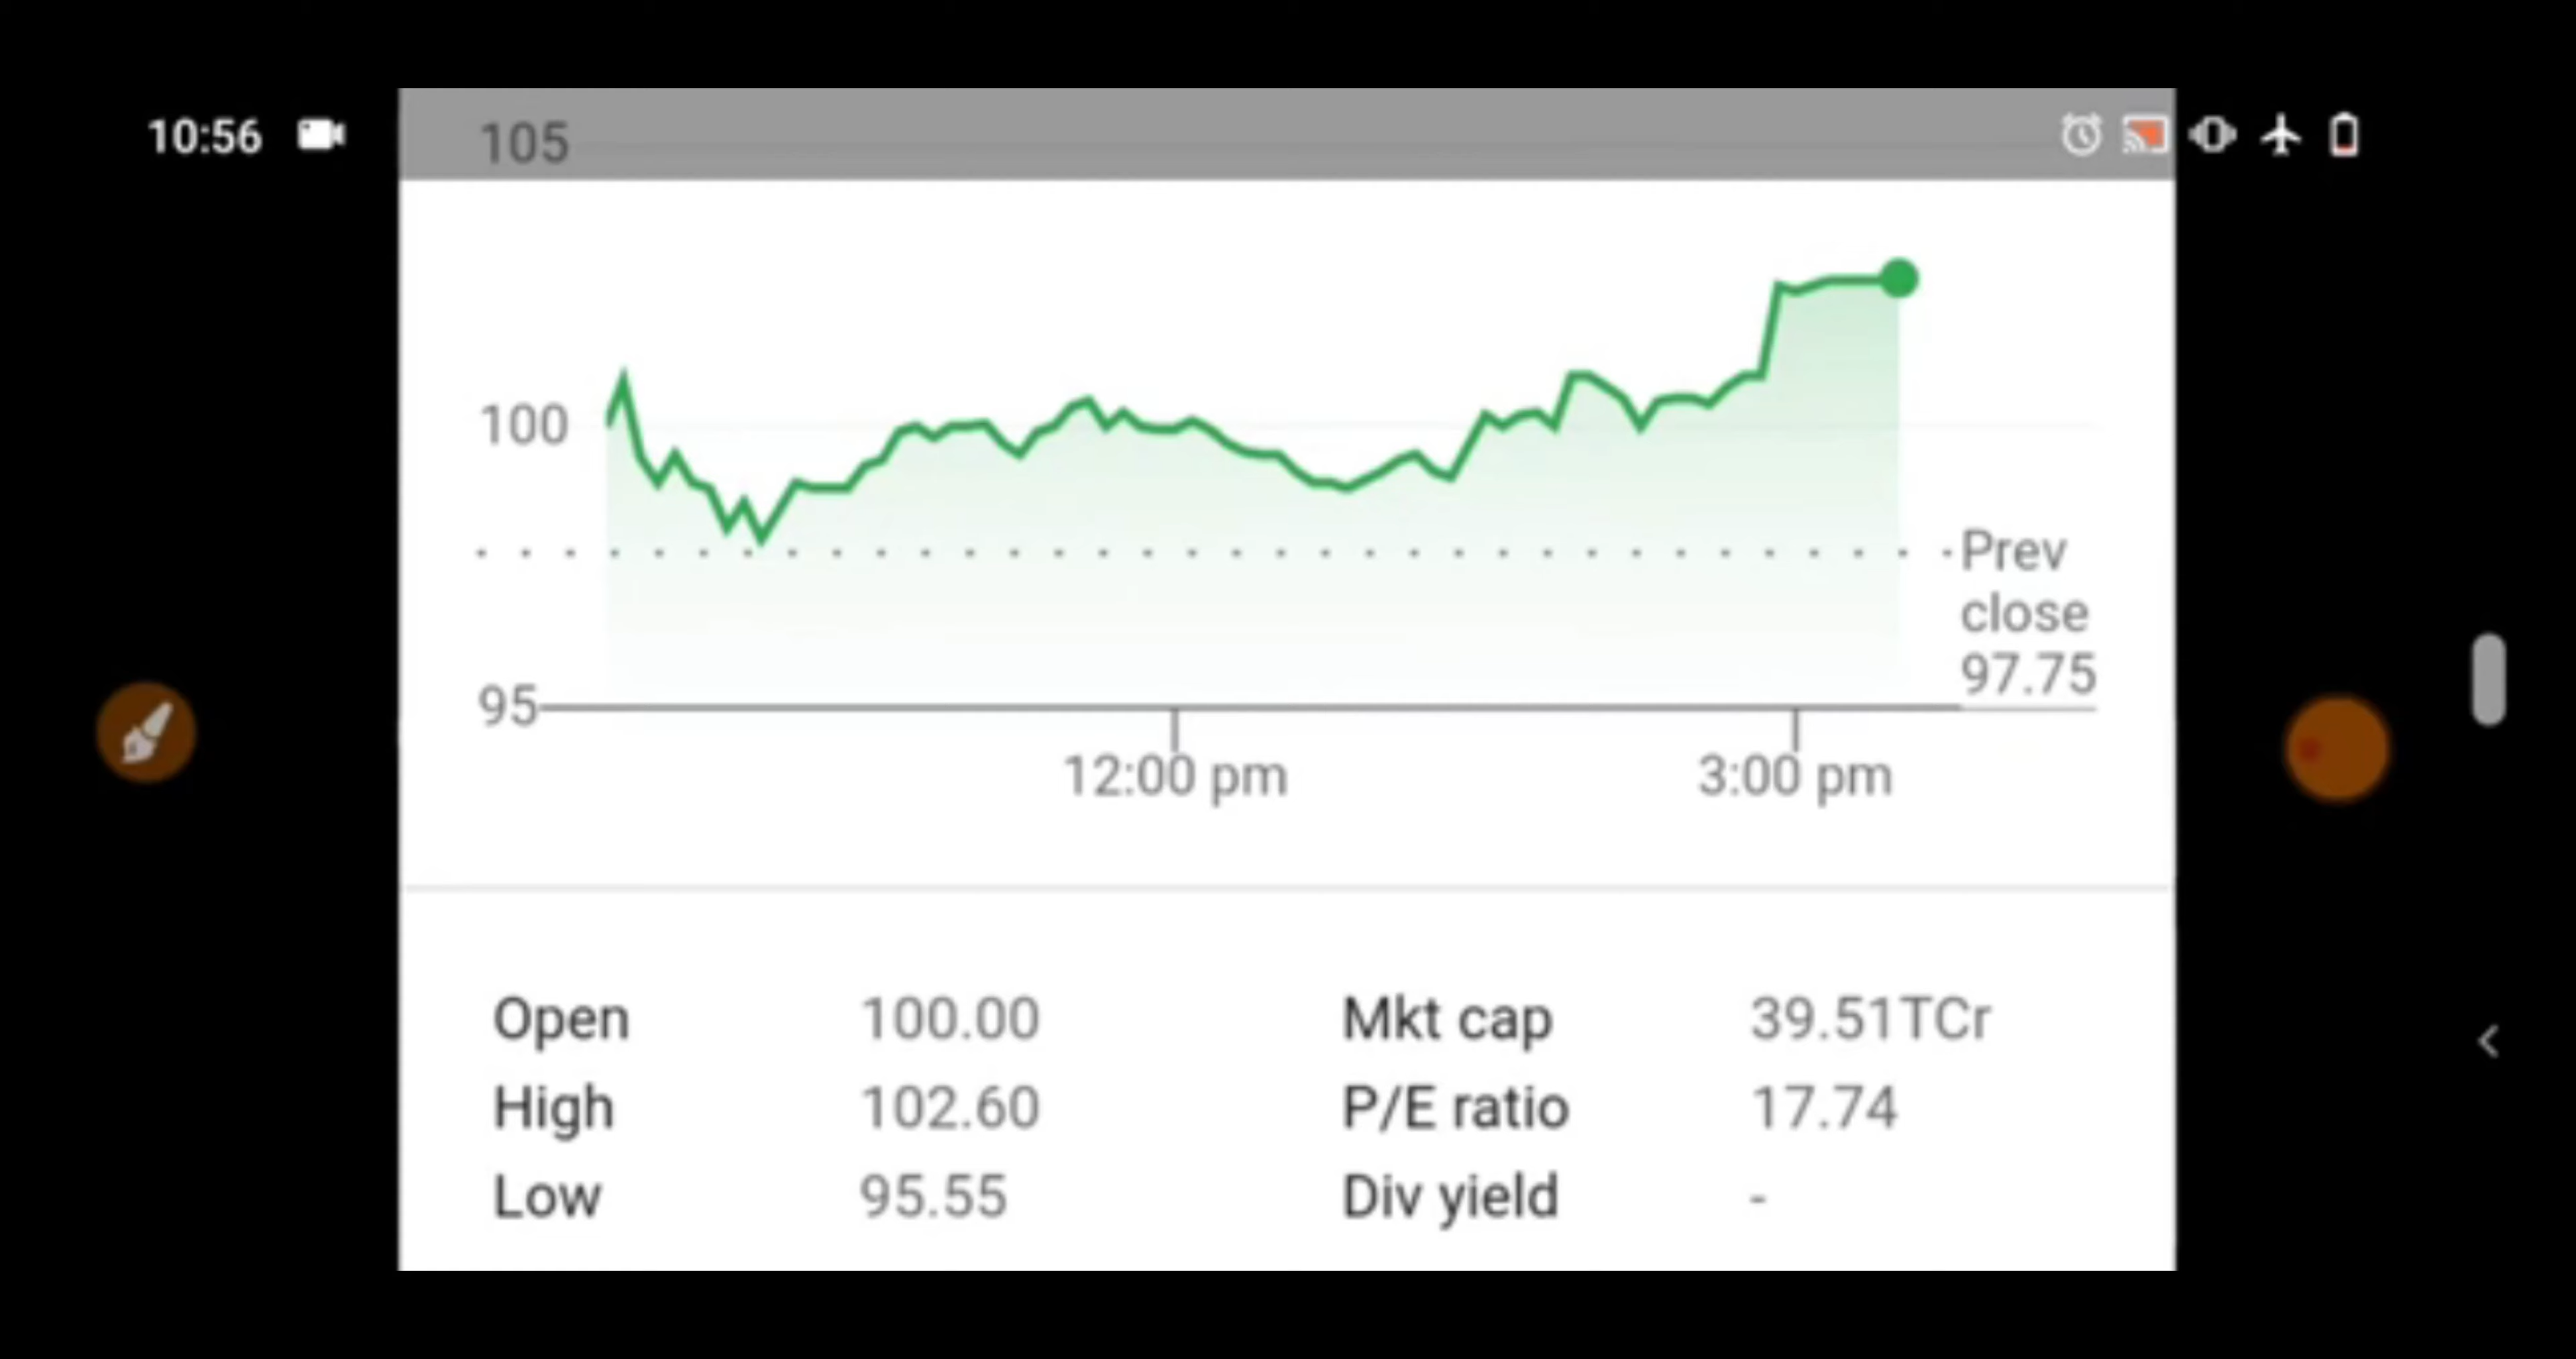 10:56
105
100
Prev
close
97.75
95
12:00 pm 3:00 pm
Open 100.00 Mkt cap 39.51TCr
High 102.60 P/E ratio 17.74
Low 95.55 Div yield -